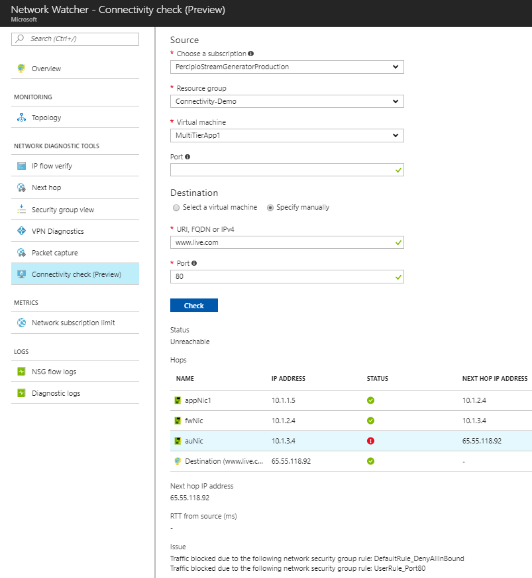 Network Watcher - Connectivity check (Preview)
Microsoft
Search (Ctrl+/)
Overview
MONITORING
Topology
NETWORK DIAGNOSTIC TOOLS
IP flow verify
Next hop
Security group view
VPN Diagnostics
Packet capture
Connectivity check (Preview)
METRICS
Network subscription limit
LOGS
NSG flow logs
Diagnostic logs
Source
* Choose a subscription
PercipioStreamGeneratorProduction
* Resource group
Connectivity-Demo
* Virtual machine
MultiTierApp1
Port
Destination
Select a virtual machine Specify manually
* URI, FQDN or IPv4
www.live.com
* Port
80
Check
Status
Unreachable
Hops
NAME IP ADDRESS STATUS NEXT HOP IP ADDRESS
appNic1 10.1.1.5 10.1.2.4
fwNic 10.1.2.4 10.1.3.4
auNic 10.1.3.4 65.55.118.92
Destination (www.live.c... 65.55.118.92 -
Next hop IP address
65.55.118.92
RTT from source (ms)
-
Issue
Traffic blocked due to the following network security group rule: DefaultRule_DenyAllInBound
Traffic blocked due to the following network security group rule: UserRule_Port80